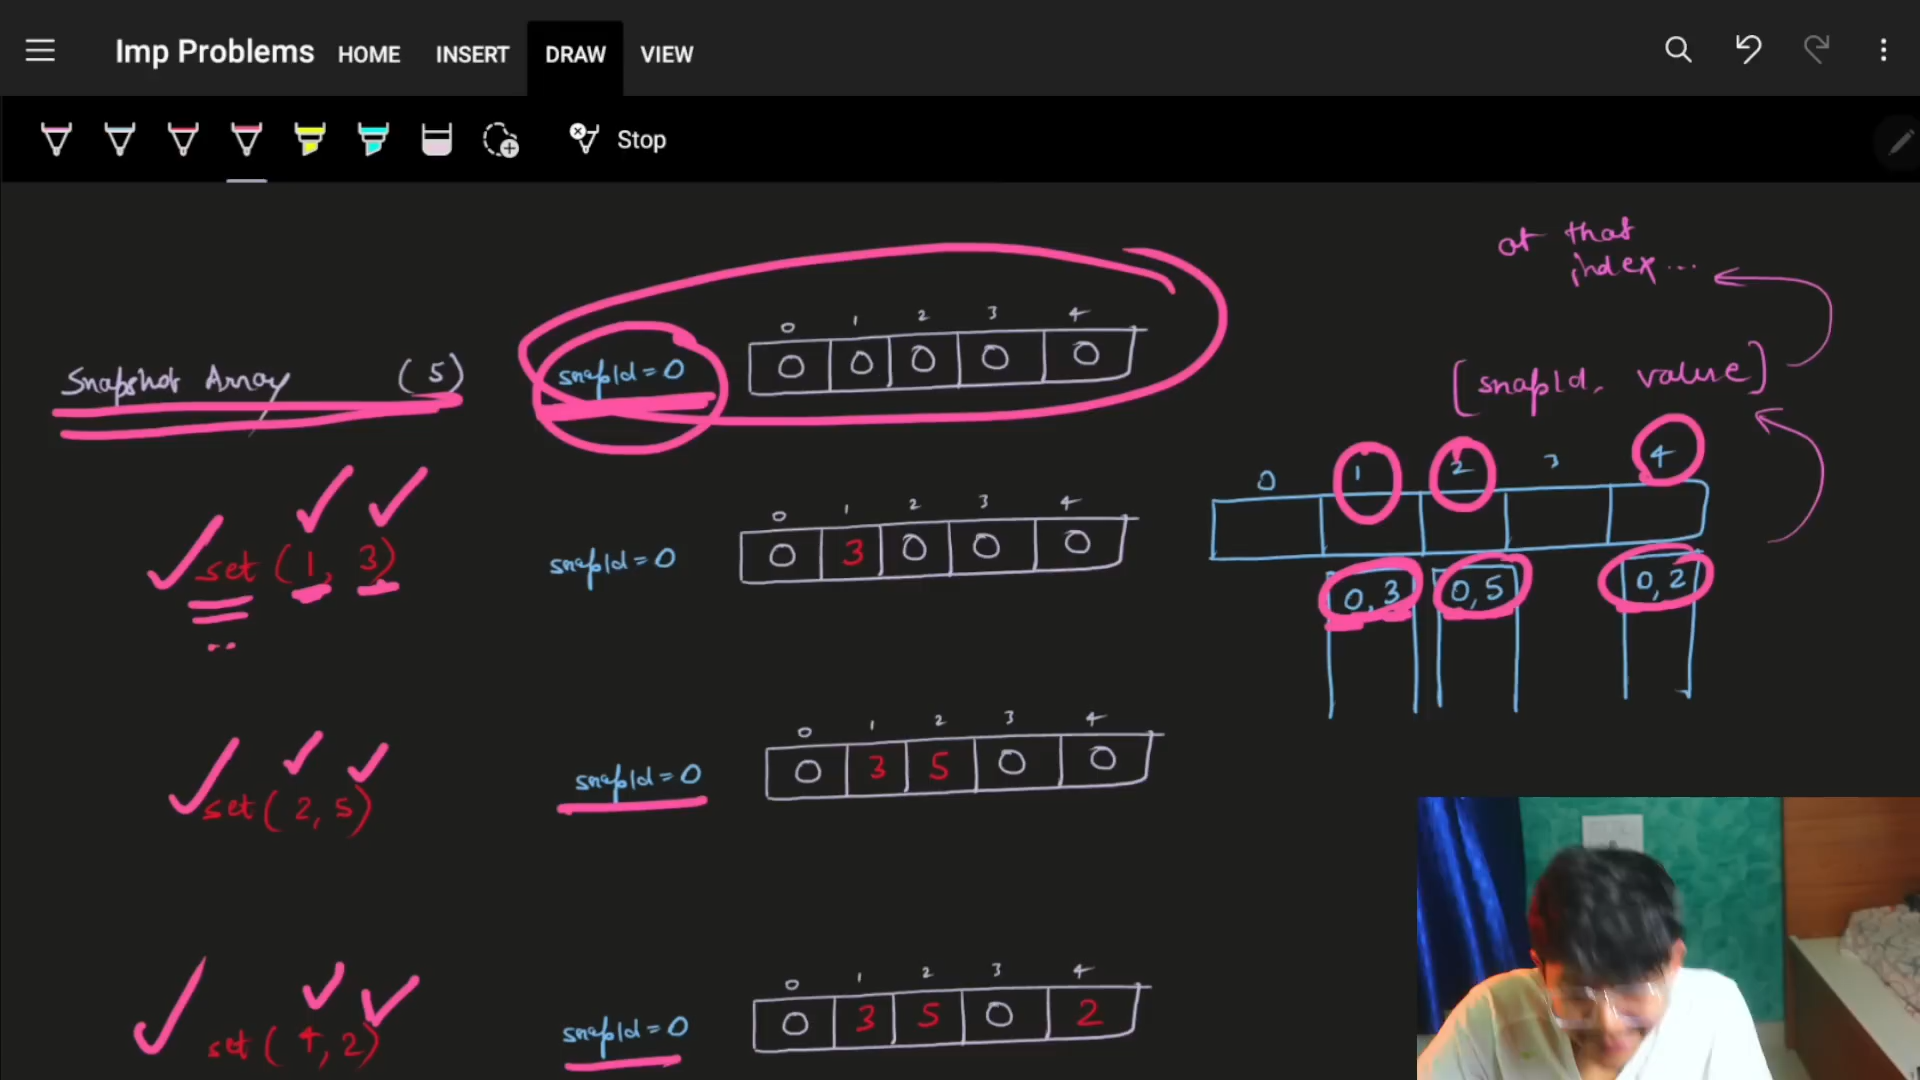 Imp Problems HOME INSERT DRAW VIEW
Stop
at that
index...
0 1 2 3 4
Snapshot Array (5) snapId = 0 0 0 0 0 0
[snapId, value]
0 1 2 3 4
0 1 2 3 4
set (1, 3) snapId = 0 0 3 0 0 0
0, 3 0, 5 0, 2
0 1 2 3 4
set (2, 5) snapId = 0 0 3 5 0 0
0 1 2 3 4
set (4, 2) snapId = 0 0 3 5 0 2